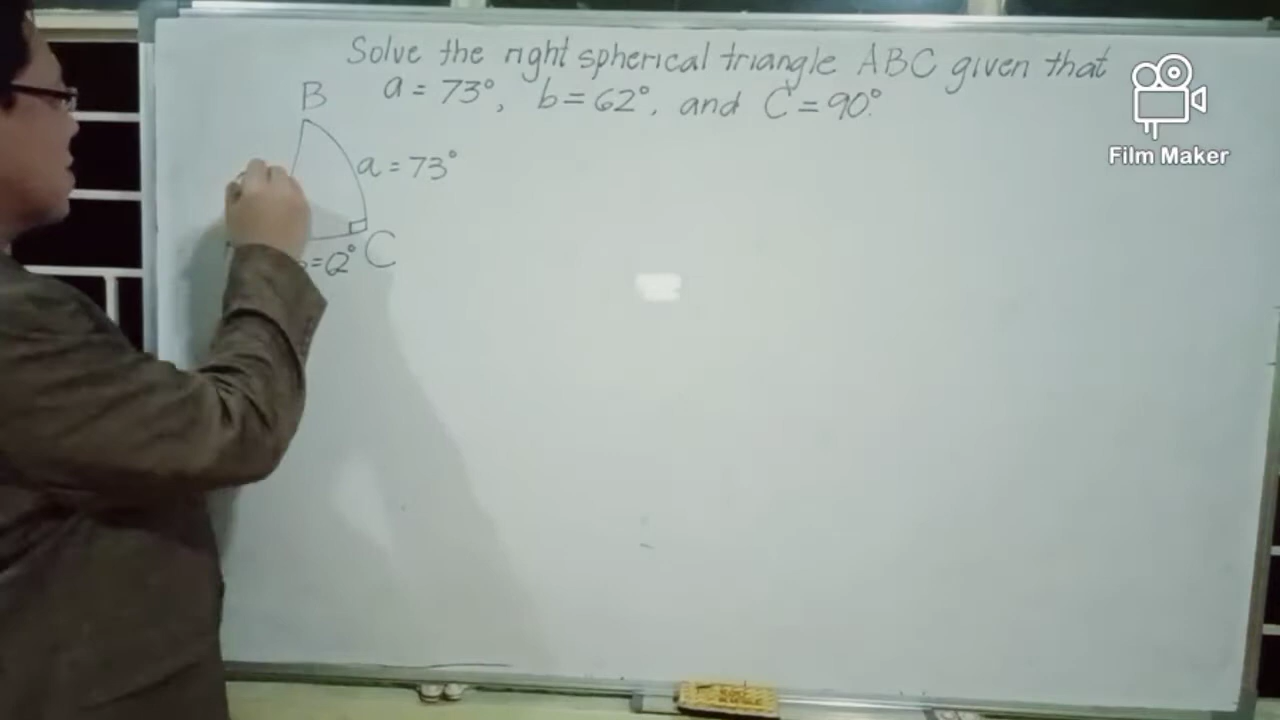 Solve the right spherical triangle ABC given that
a = 73°, b = 62°, and C = 90°.
B
a = 73°
C
Film Maker